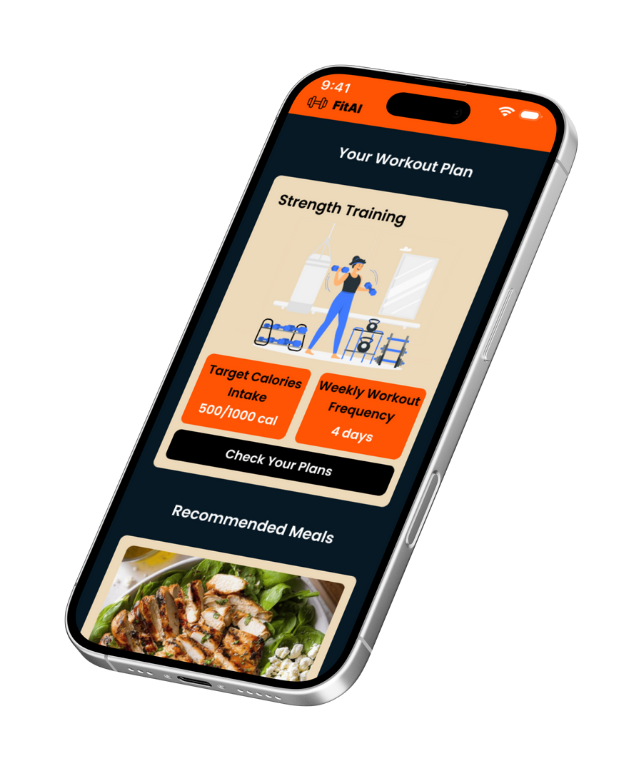 9:41
FitAI
Your Workout Plan
Strength Training
Target Calories
Intake
500/1000 cal
Weekly Workout
Frequency
4 days
Check Your Plans
Recommended Meals